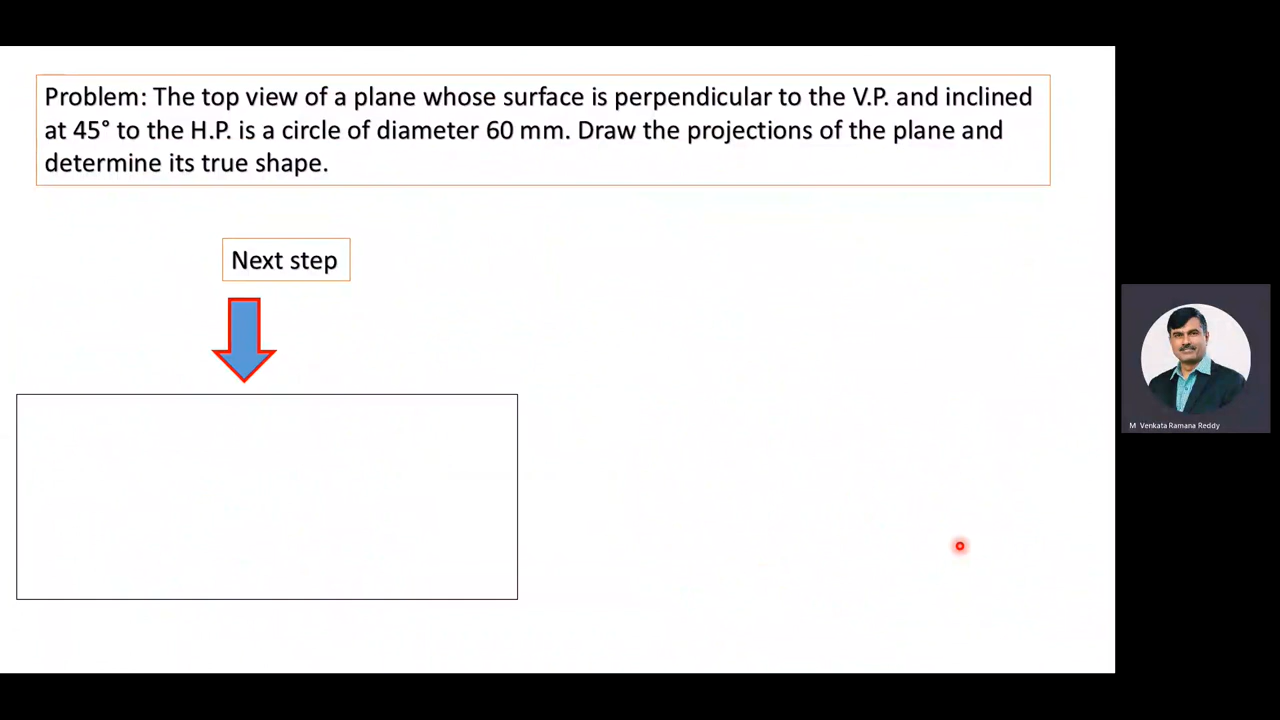 Problem: The top view of a plane whose surface is perpendicular to the V.P. and inclined
at 45° to the H.P. is a circle of diameter 60 mm. Draw the projections of the plane and
determine its true shape.
Next step
M Venkata Ramana Reddy